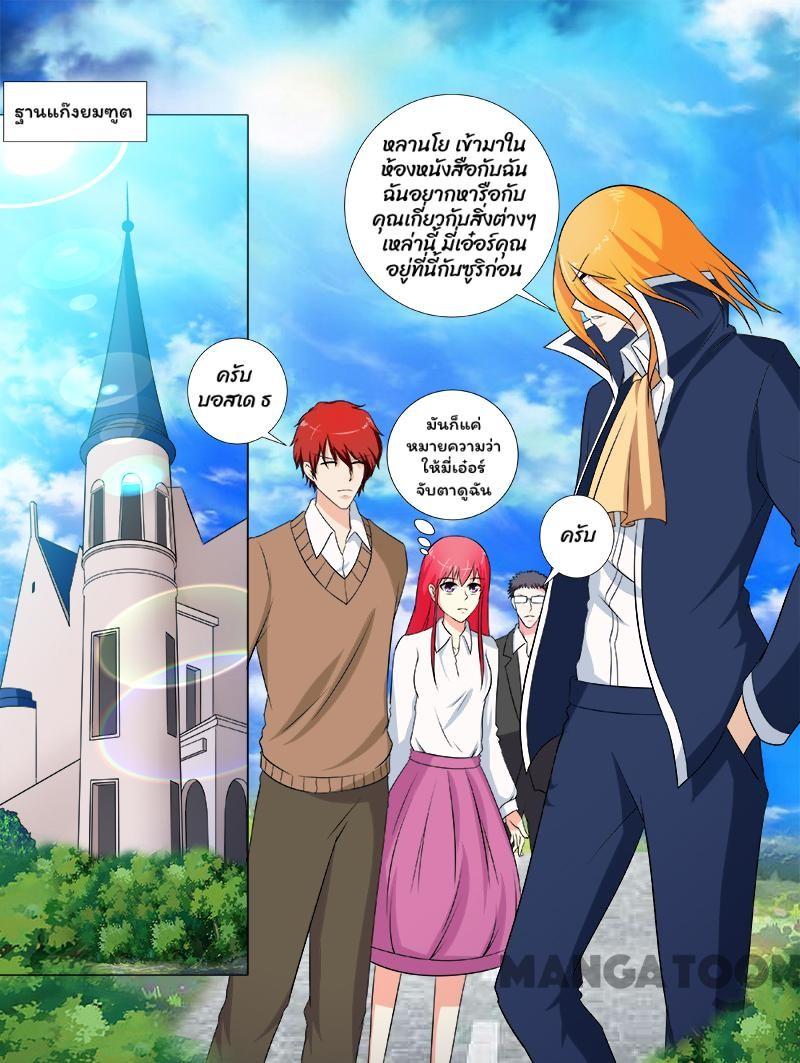 ฐานแก๊งยมฑูต
หลานโย เข้ามาใน
ห้องหนังสือกับฉัน
ฉันอยากหารือกับ
คุณเกี่ยวกับสิ่งต่างๆ
เหล่านี้ มี่เอ๋อร์คุณ
อยู่ที่นี้กับซูริก่อน
ครับ
บอสเด ธ
มันก็แค่
หมายความว่า
ให้มี่เอ๋อร์
จับตาดูฉัน
ครับ
MANGATOON